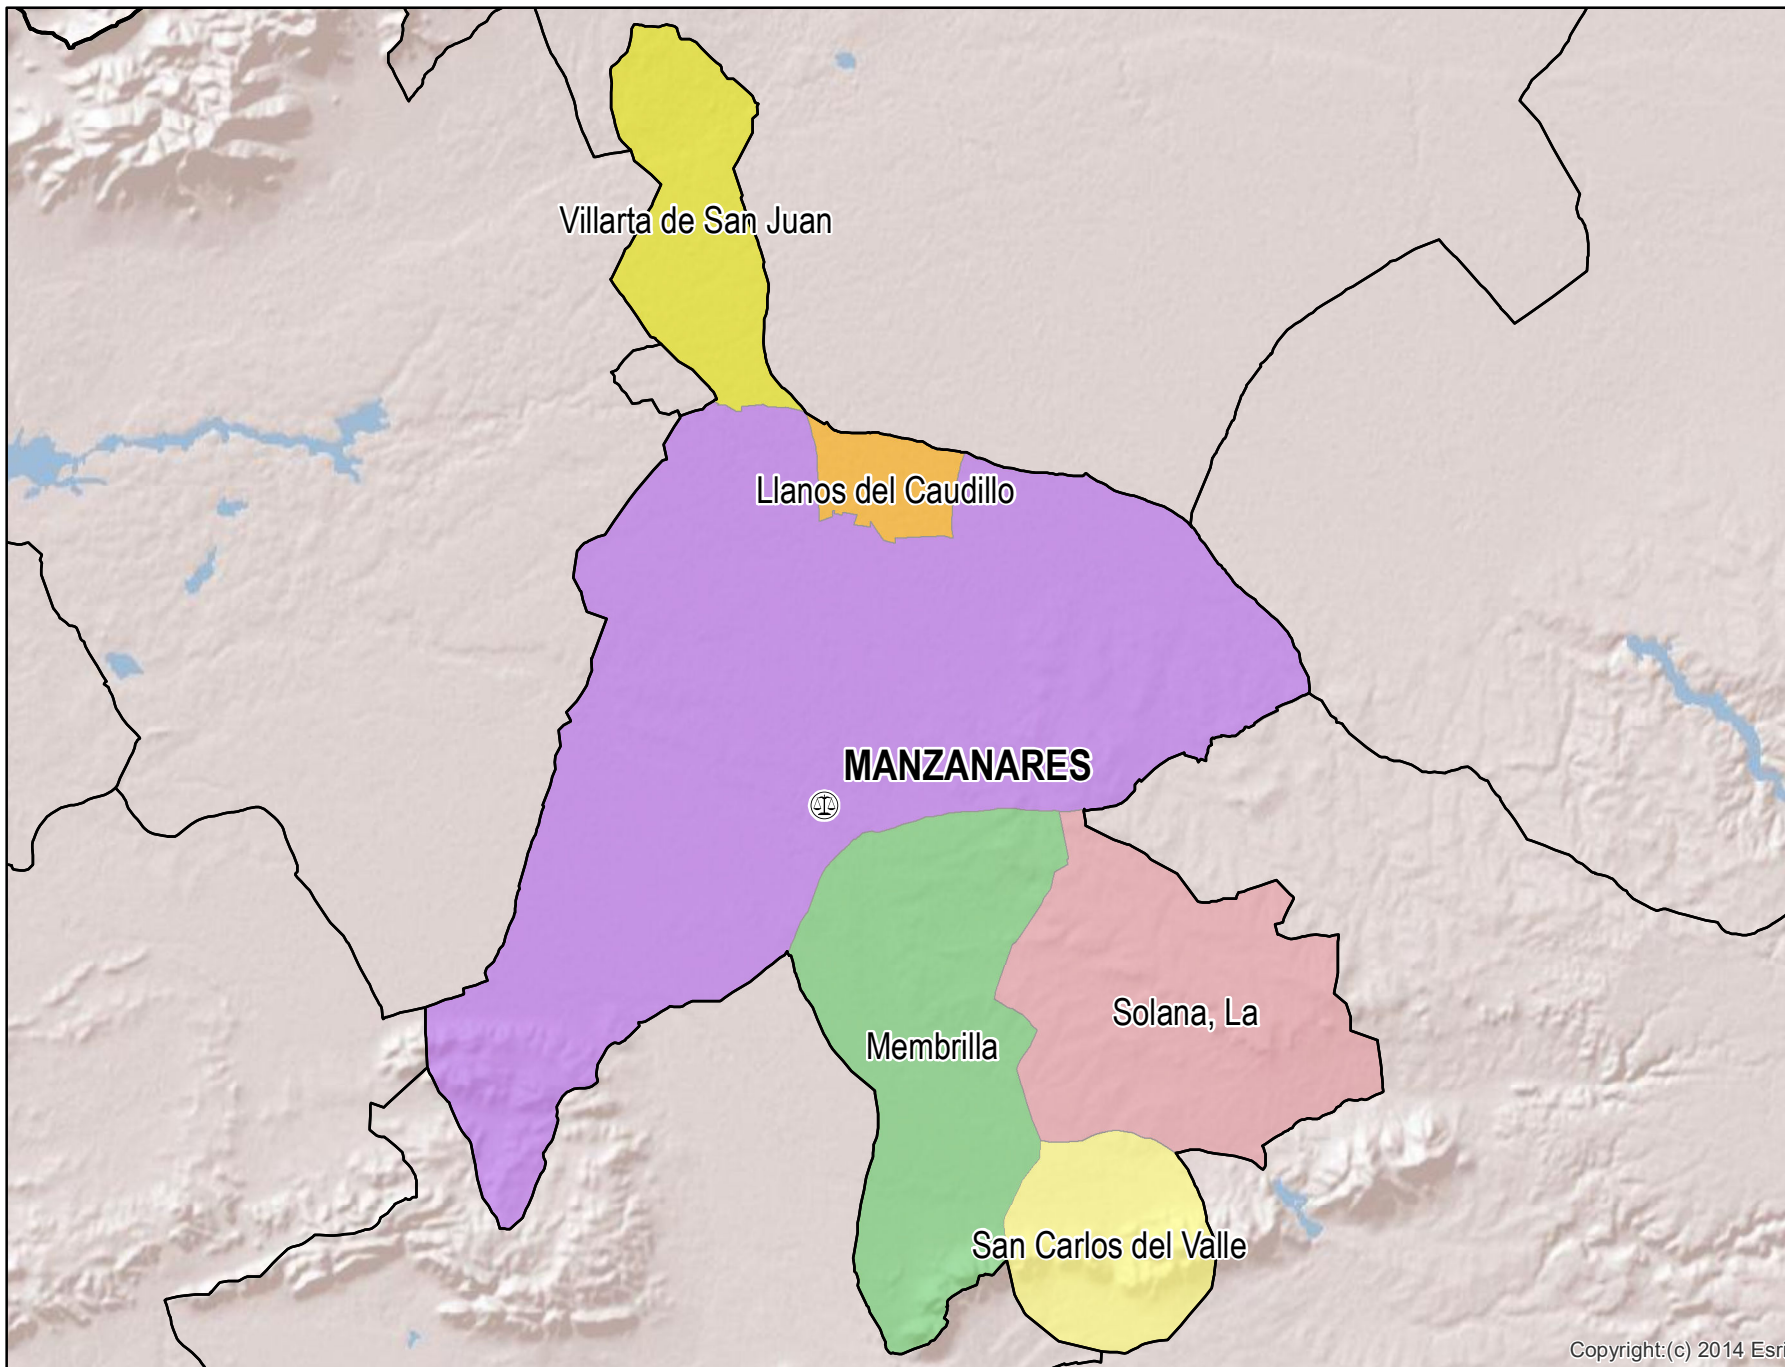 Villarta de San Juan
Llanos del Caudillo
MANZANARES
Solana, La
Membrilla
San Carlos del Valle
Copyright:(c) 2014 Esri